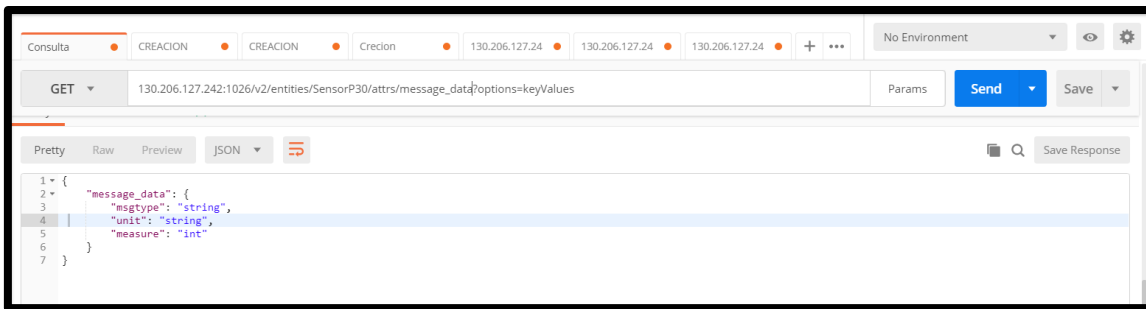 Consulta CREACION CREACION Crecion 130.206.127.24 130.206.127.24 130.206.127.24 + ••• No Environment
GET 130.206.127.242:1026/v2/entities/SensorP30/attrs/message_data?options=keyValues Params Send Save
Pretty Raw Preview JSON Save Response
1 {
2 "message_data": {
3 "msgtype": "string",
4 "unit": "string",
5 "measure": "int"
6 }
7 }